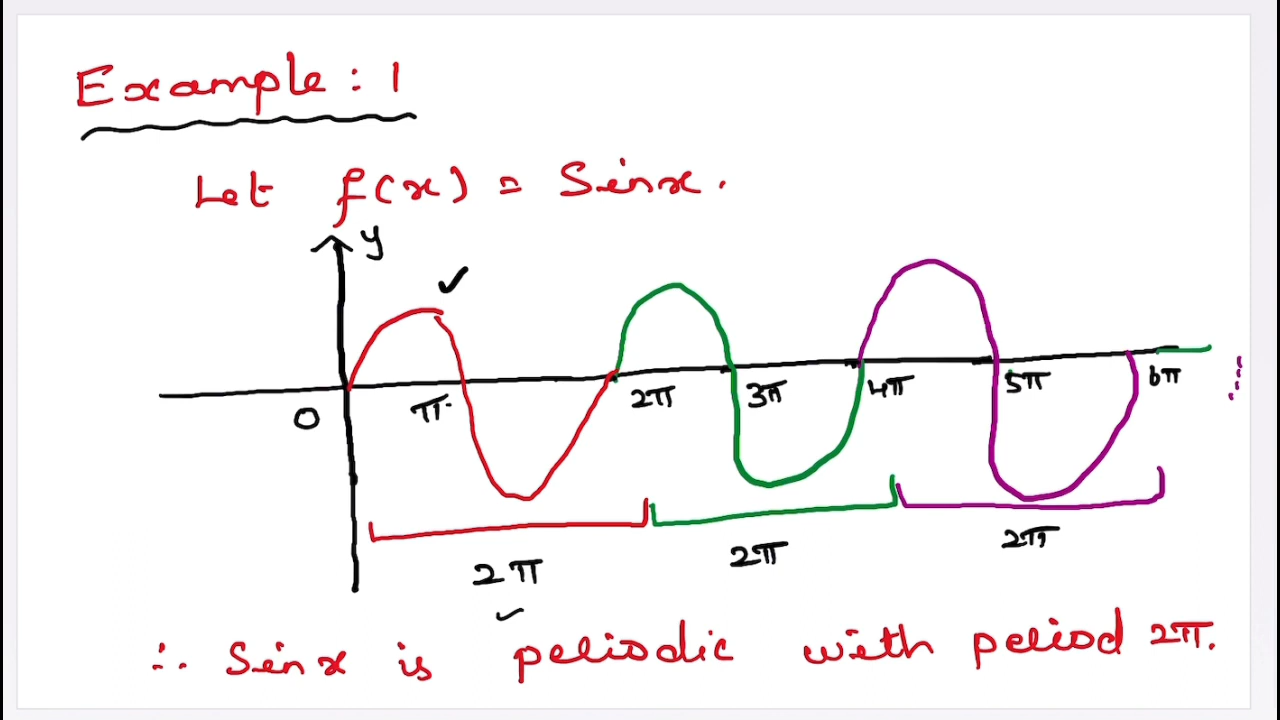 Example: 1
Let f(x) = Sinx.
y
0 π 2π 3π 4π 5π 6π
2π 2π 2π
∴ Sinx is periodic with period 2π.